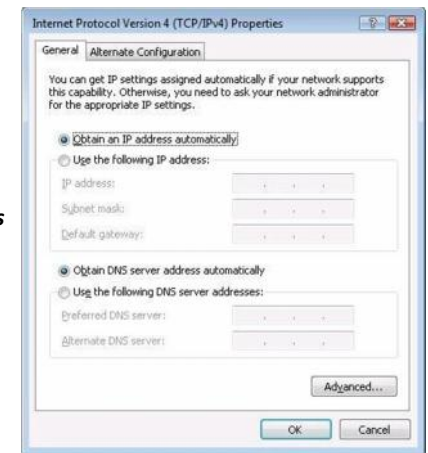 Internet Protocol Version 4 (TCP/IPv4) Properties
General
Alternate Configuration
You can get IP settings assigned automatically if your network supports
this capability. Otherwise, you need to ask your network administrator
for the appropriate IP settings.
Obtain an IP address automatically
Use the following IP address:
IP address:
Subnet mask:
Default gateway:
s
Obtain DNS server address automatically
Use the following DNS server addresses:
Preferred DNS server:
Alternate DNS server:
Advanced...
OK
Cancel